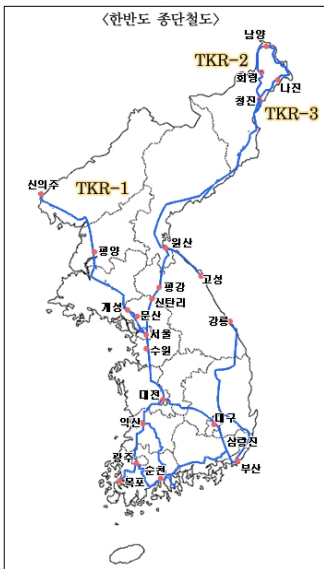 <한반도 종단철도>
남양
TKR-2
회령
나진
청진
TKR-3
신의주
TKR-1
평양
원산
고성
평강
신탄리
개성
문산
강릉
서울
수원
대전
익산
대구
삼랑진
광주
순천
부산
목포